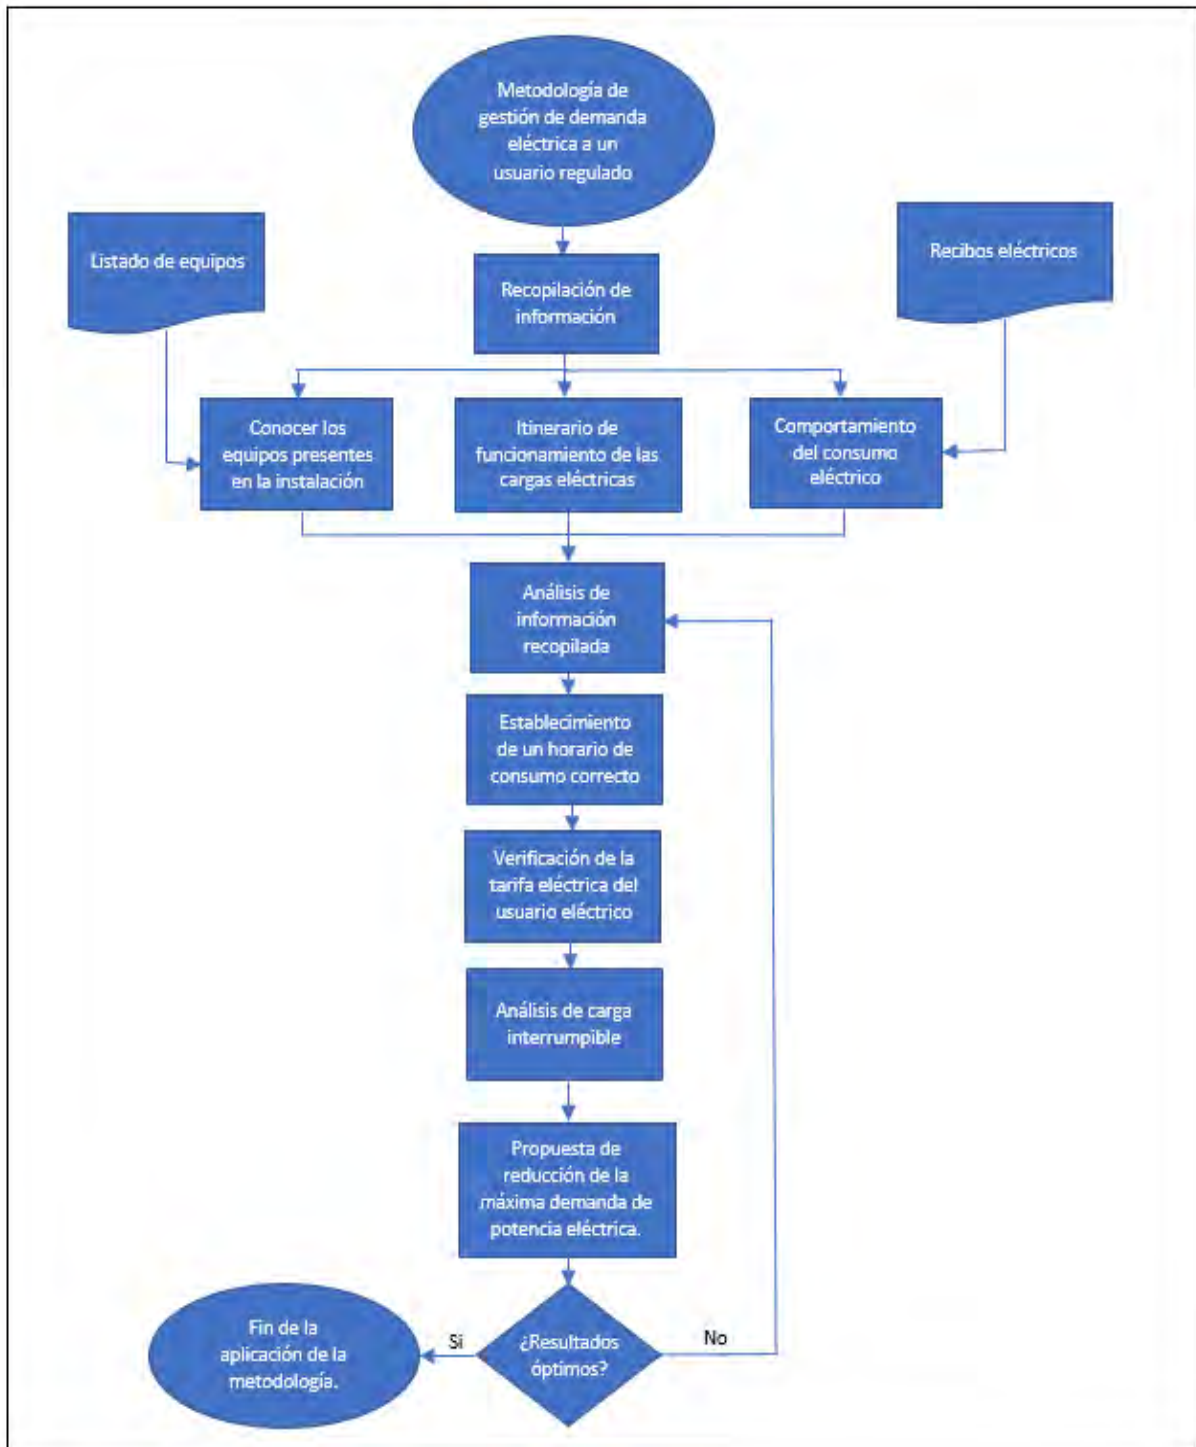 Metodología de
gestión de demanda
eléctrica a un
usuario regulado
Listado de equipos
Recibos eléctricos
Recopilación de
información
Conocer los
equipos presentes
en la instalación
Itinerario de
funcionamiento de las
cargas eléctricas
Comportamiento
del consumo
eléctrico
Análisis de
información
recopilada
Establecimiento
de un horario de
consumo correcto
Verificación de la
tarifa eléctrica del
usuario eléctrico
Análisis de carga
interrumpible
Propuesta de
reducción de la
máxima demanda de
potencia eléctrica.
¿Resultados
óptimos?
Si
No
Fin de la
aplicación de la
metodología.